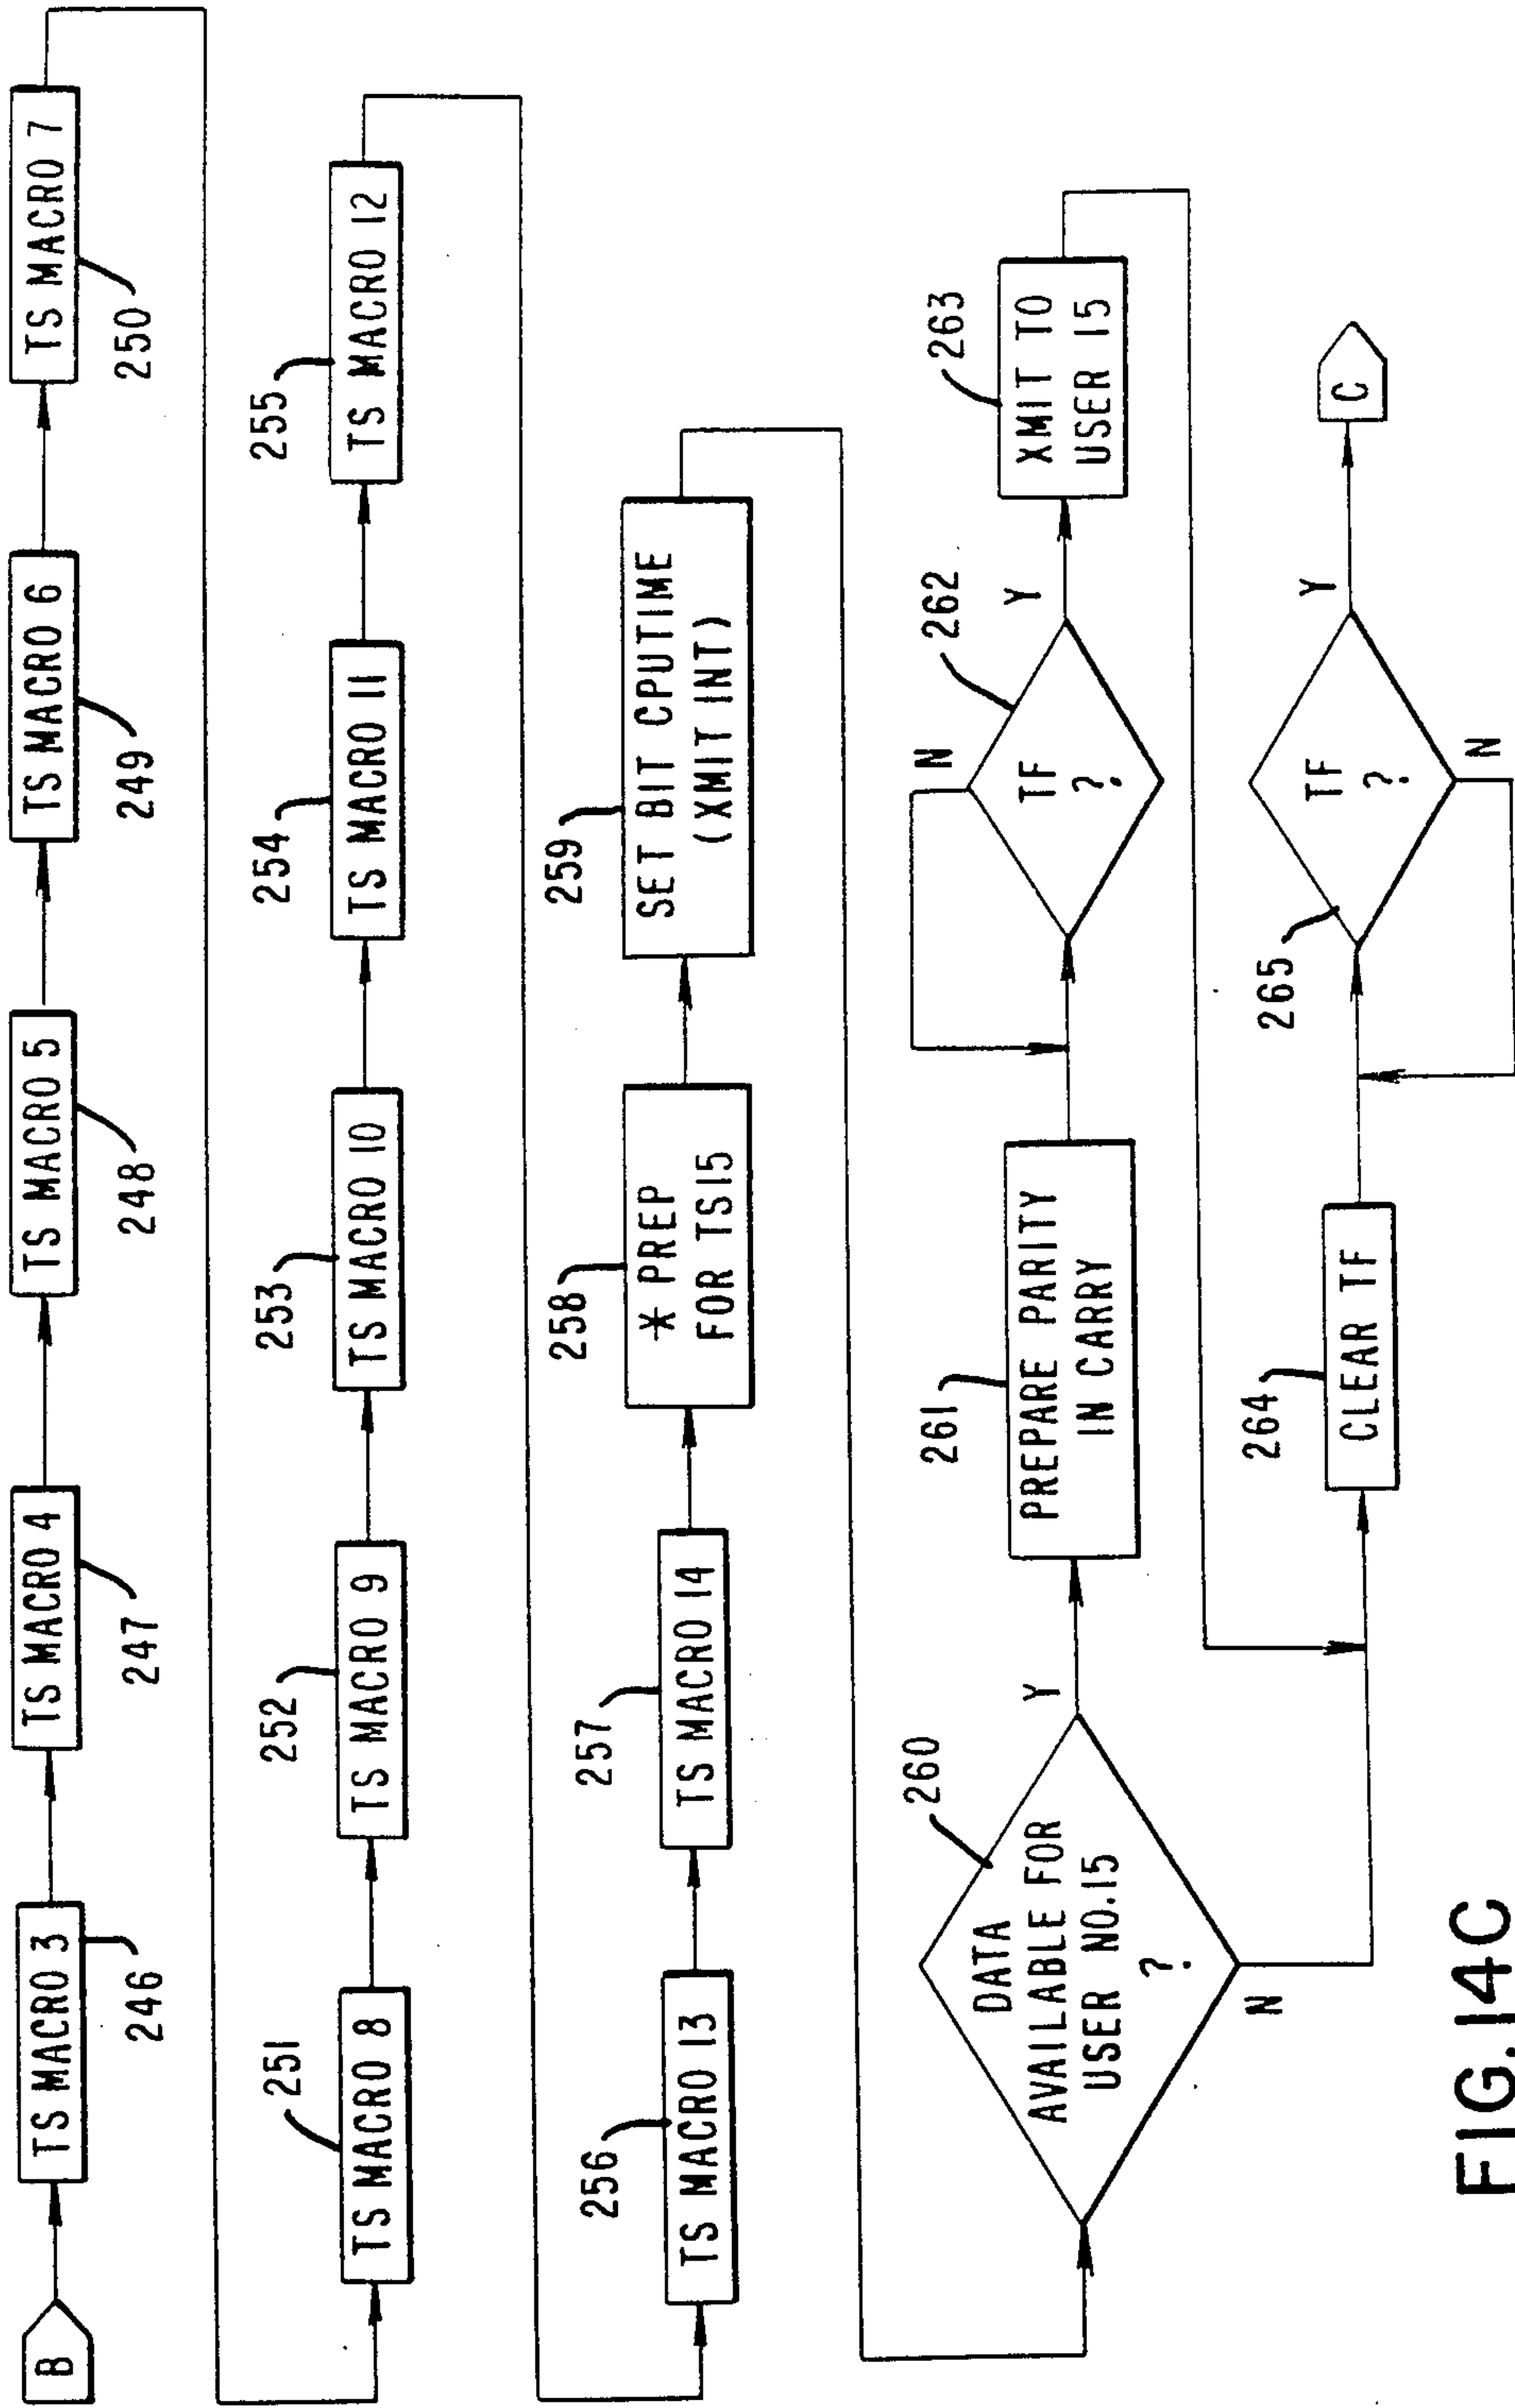 B
TS MACRO 3
246
TS MACRO 4
247
TS MACRO 5
248
TS MACRO 6
249
TS MACRO 7
250
251
TS MACRO 8
252
TS MACRO 9
253
TS MACRO 10
254
TS MACRO 11
255
TS MACRO 12
256
TS MACRO 13
257
TS MACRO 14
258
* PREP
FOR TS15
259
SET BIT CPUTIME
(XMIT INT)
260
DATA
AVAILABLE FOR
USER NO.15
?
Y
N
261
PREPARE PARITY
IN CARRY
262
TF
?
N
Y
263
XMIT TO
USER 15
264
CLEAR TF
265
TF
?
Y
N
C
FIG.14C